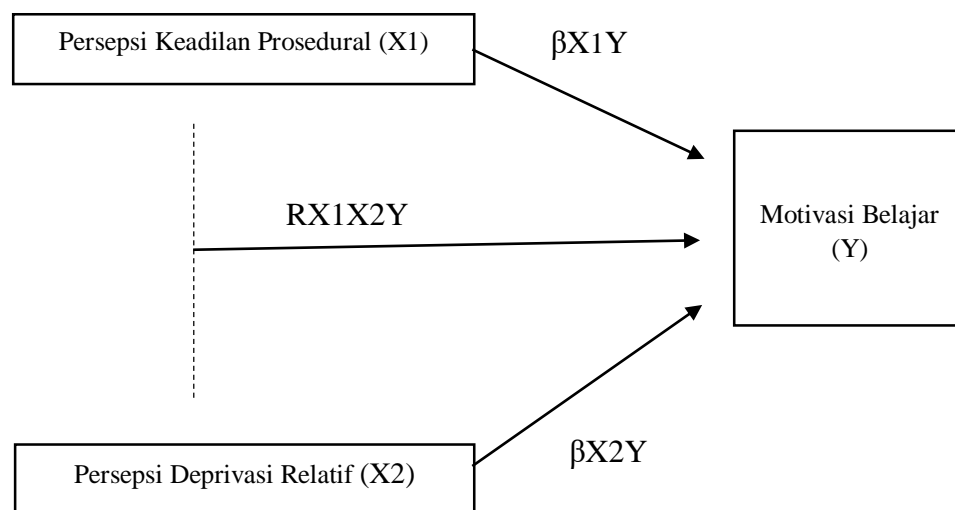 Persepsi Keadilan Prosedural (X1)
βX1Y
RX1X2Y
Motivasi Belajar
(Y)
βX2Y
Persepsi Deprivasi Relatif (X2)